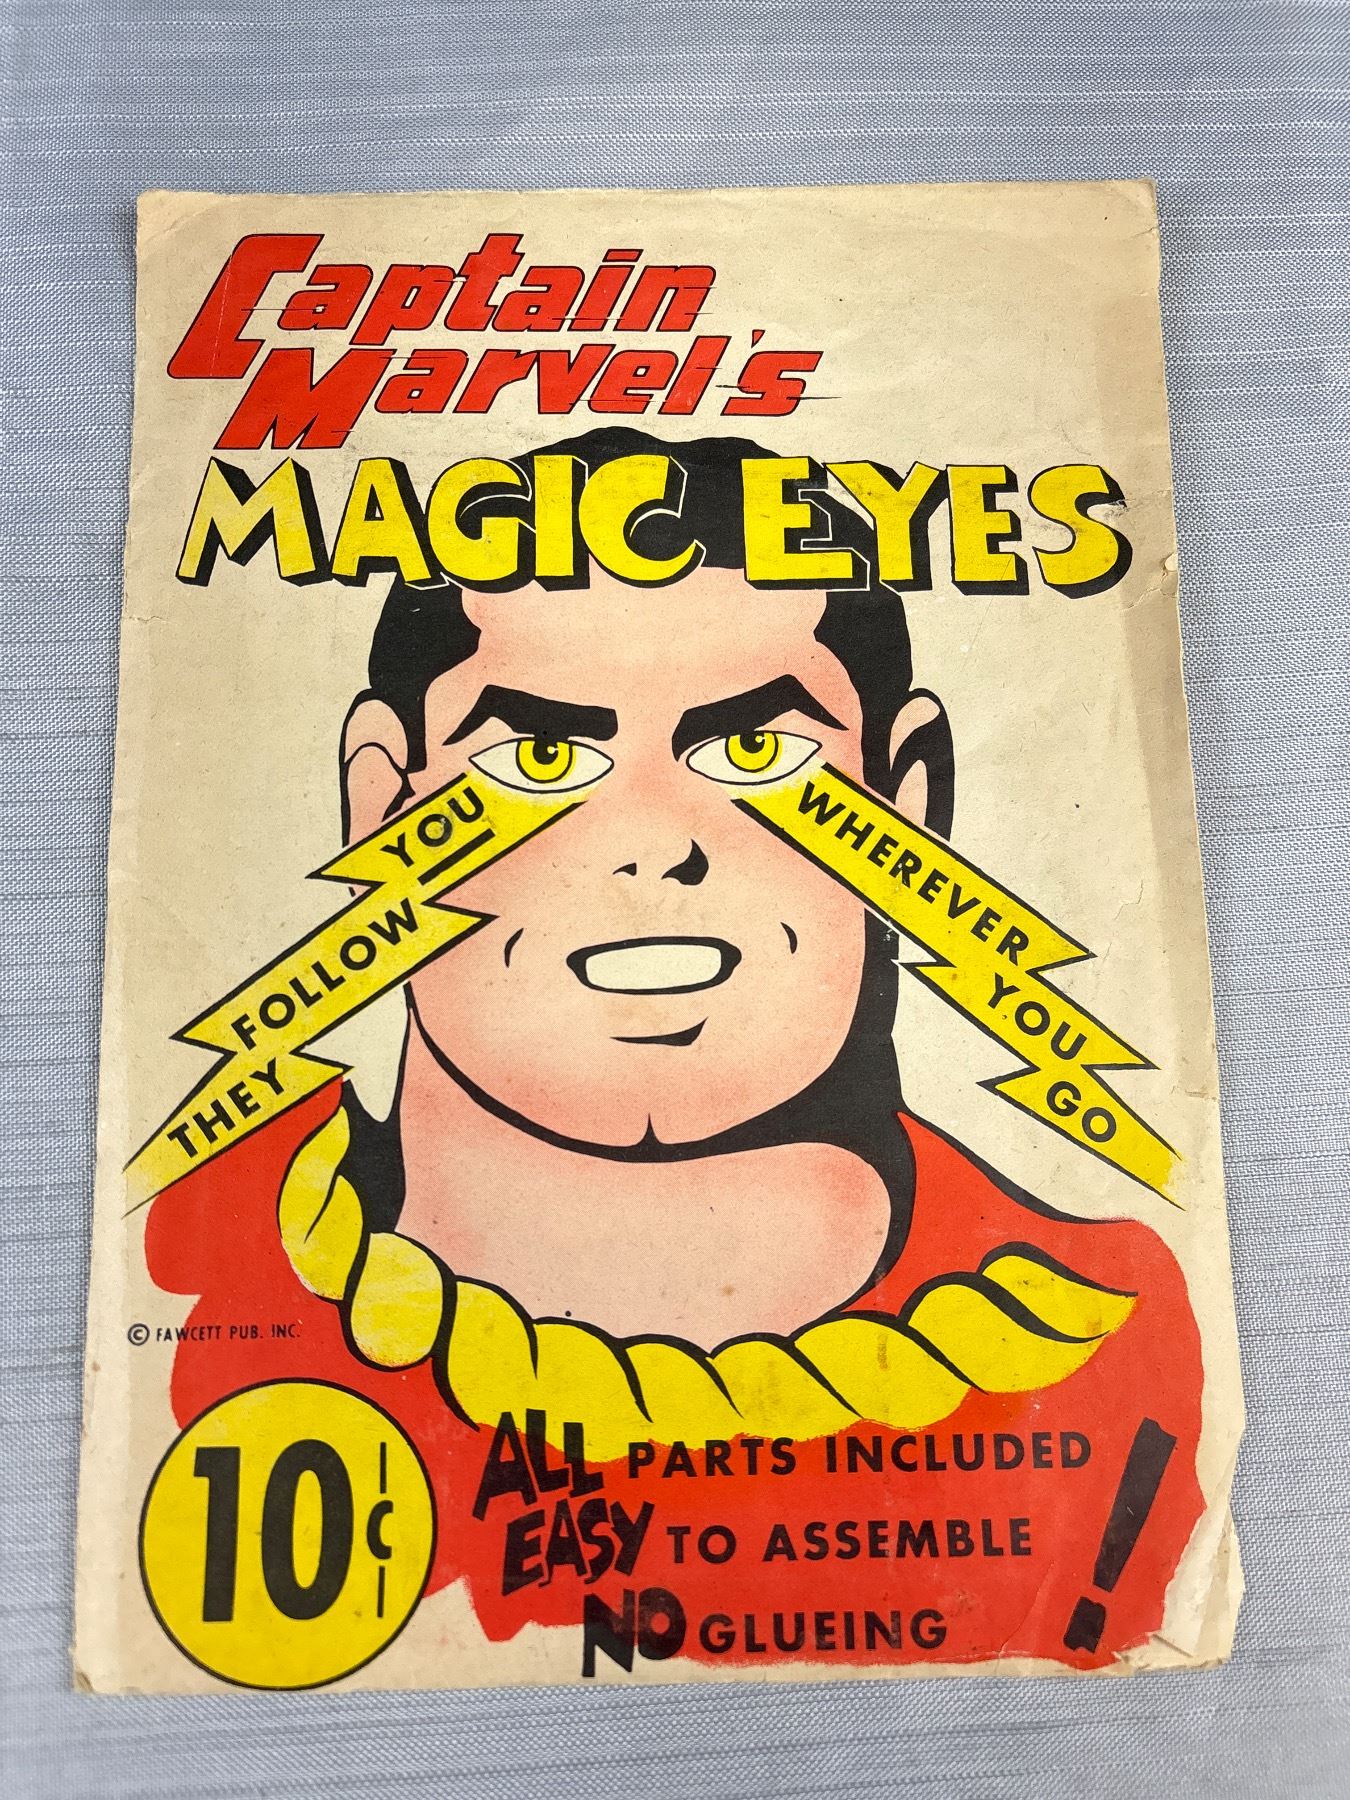 Captain
Marvel's
MAGIC EYES
THEY FOLLOW YOU
WHEREVER YOU GO
© FAWCETT PUB. INC.
10¢
ALL PARTS INCLUDED
EASY TO ASSEMBLE
NO GLUEING !